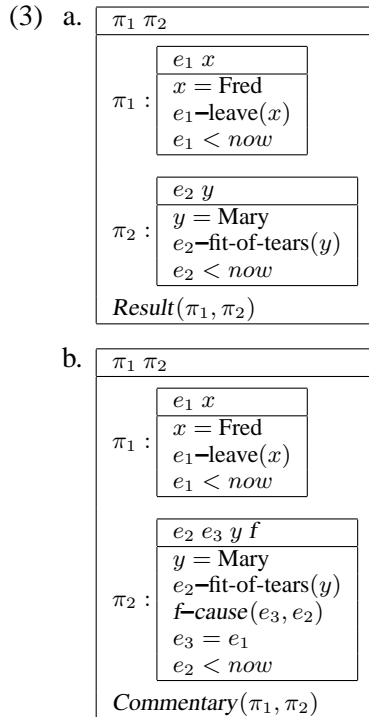 (3) a. π₁ π₂
e₁ x
x = Fred
π₁ : e₁–leave(x)
e₁ < now
e₂ y
y = Mary
π₂ : e₂–fit-of-tears(y)
e₂ < now
Result(π₁, π₂)
b. π₁ π₂
e₁ x
x = Fred
π₁ : e₁–leave(x)
e₁ < now
e₂ e₃ y f
y = Mary
e₂–fit-of-tears(y)
π₂ : f–cause(e₃, e₂)
e₃ = e₁
e₂ < now
Commentary(π₁, π₂)